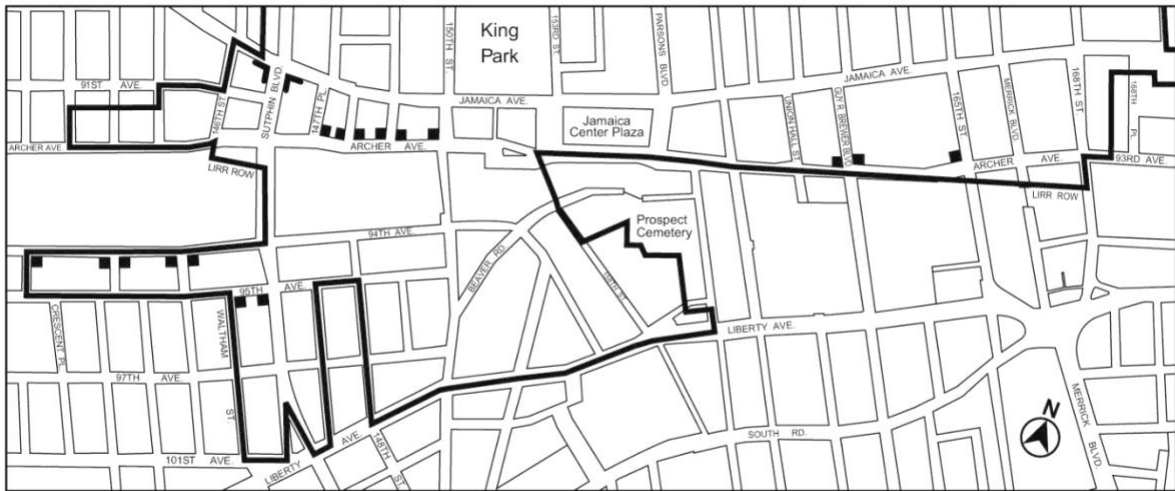 King
Park
150TH ST.
153RD ST.
PARSONS BLVD
91ST AVE.
SUTPHIN BLVD.
146TH ST
147TH PL.
JAMAICA AVE.
JAMAICA AVE.
Jamaica
Center Plaza
UNION HALL ST.
GUY R. BREWER BLVD
165TH ST.
MERRICK BLVD.
168TH ST.
168TH PL
ARCHER AVE
ARCHER AVE.
ARCHER AVE.
93RD AVE.
LIRR ROW
LIRR ROW
94TH AVE.
BEAVER RD.
Prospect
Cemetery
95TH AVE.
CRESCENT PL
WALTHAM ST.
LIBERTY AVE.
97TH AVE.
148TH ST.
SOUTH RD.
101ST AVE.
LIBERTY AVE.
MERRICK BLVD.
N